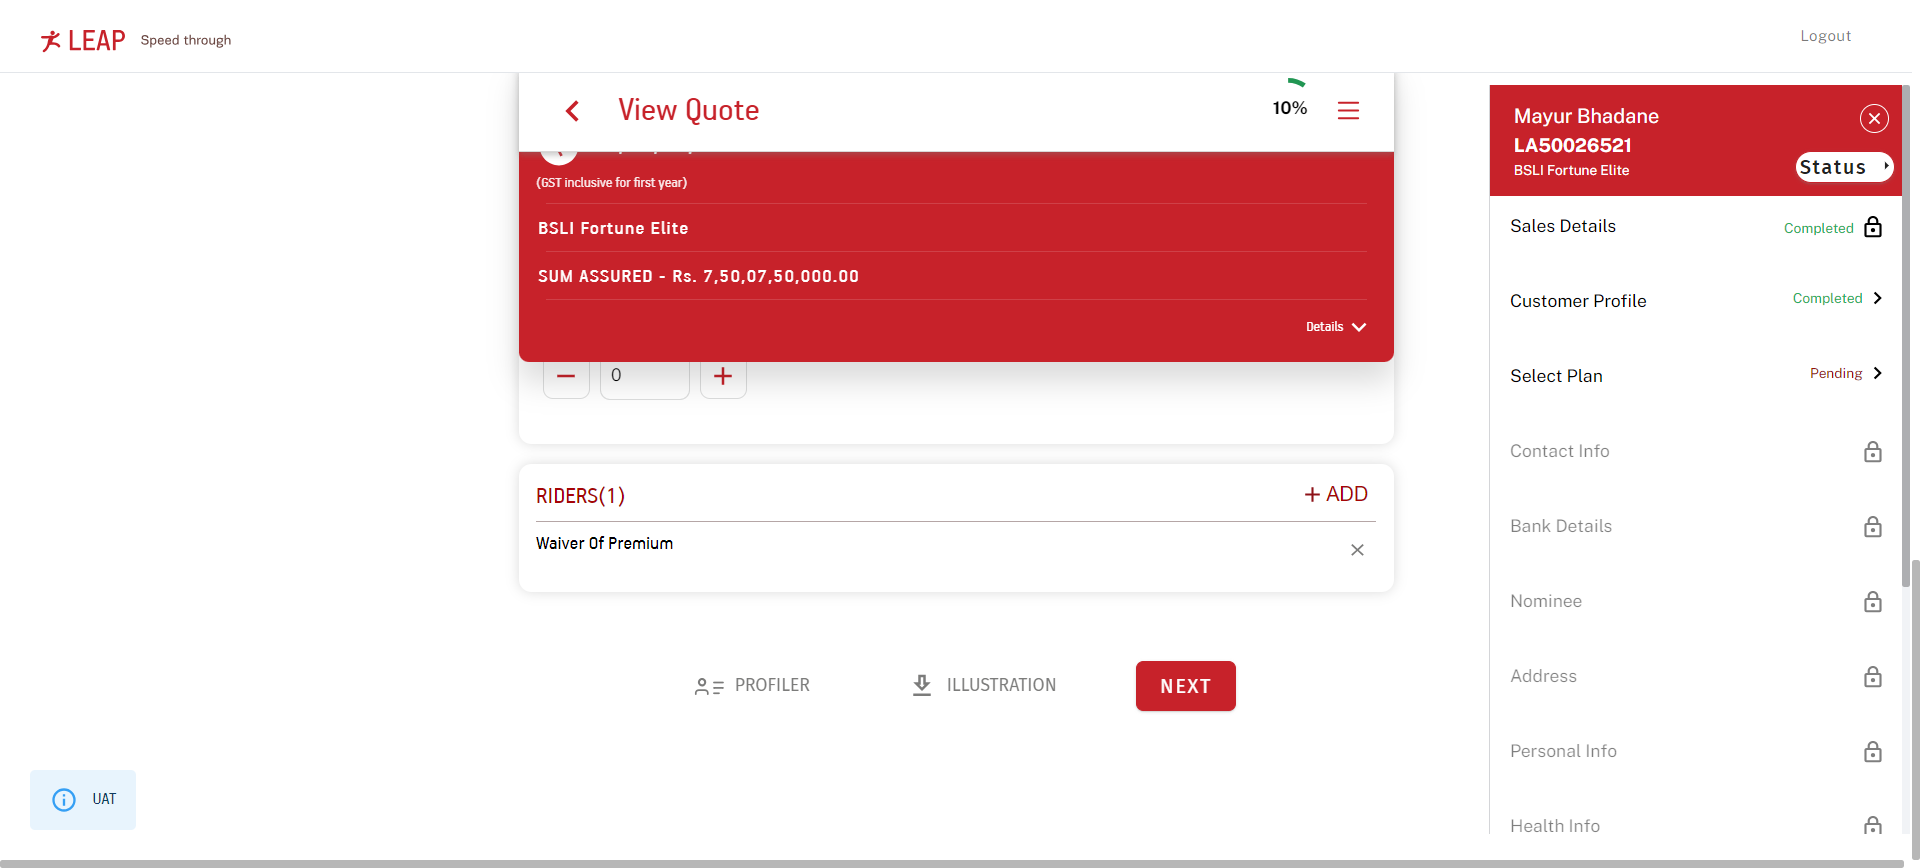 LEAP Speed through
Logout
View Quote
10%
(GST inclusive for first year)
BSLI Fortune Elite
SUM ASSURED - Rs. 7,50,07,50,000.00
Details
0
RIDERS(1)
+ ADD
Waiver Of Premium
PROFILER
ILLUSTRATION
NEXT
UAT
Mayur Bhadane
LA50026521
BSLI Fortune Elite
Status
Sales Details Completed
Customer Profile Completed
Select Plan Pending
Contact Info
Bank Details
Nominee
Address
Personal Info
Health Info